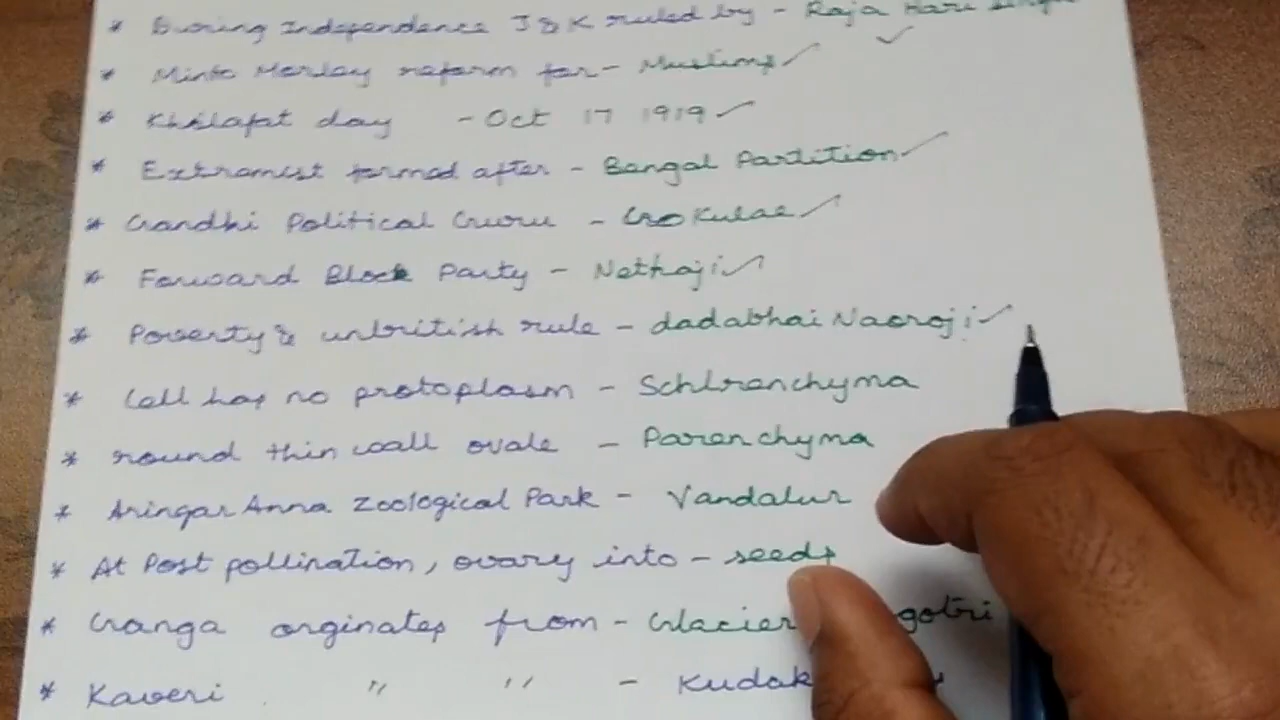 * During Independence J & K ruled by - Raja Hari Singh
* Minto Morley reform for - Muslims
* Khilafat day - Oct 17 1919
* Extremist formed after - Bangal Partition
* Gandhi Political Guru - Gokulae
* Forward Block Party - Nethaji
* Poverty & unbritish rule - dadabhai Naoroji
* Cell has no protoplasm - Schlrenchyma
* round thin wall ovale - Parenchyma
* Aringar Anna Zoological Park - Vandalur
* At Post pollination, ovary into - seeds
* Ganga orginates from - Glacier gotri
* Kaveri " " - Kudak